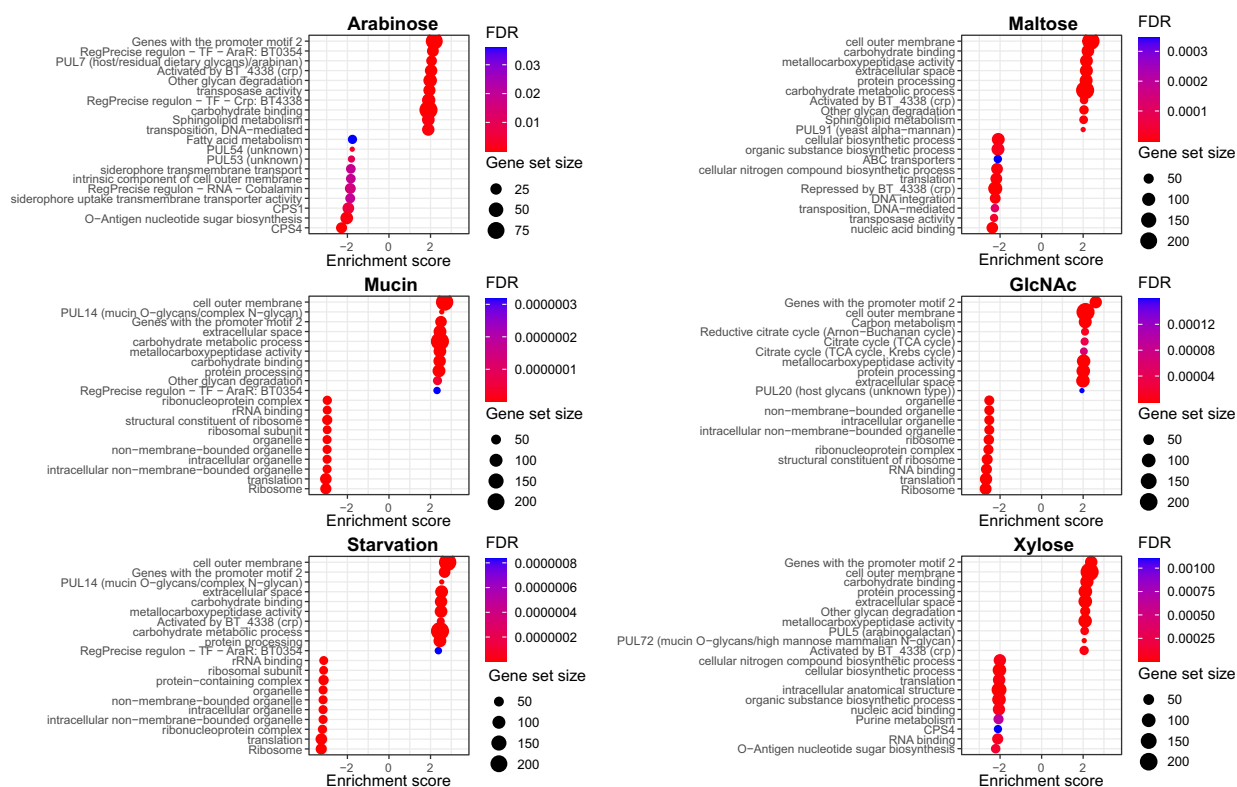 Arabinose
Genes with the promoter motif 2
RegPrecise regulon − TF − AraR: BT0354
PUL7 (host/residual dietary glycans)/arabinan)
Activated by BT_4338 (crp)
Other glycan degradation
transposase activity
RegPrecise regulon − TF − Crp: BT4338
carbohydrate binding
Sphingolipid metabolism
transposition, DNA−mediated
Fatty acid metabolism
PUL54 (unknown)
PUL53 (unknown)
siderophore transmembrane transport
intrinsic component of cell outer membrane
RegPrecise regulon − RNA − Cobalamin
siderophore uptake transmembrane transporter activity
CPS1
O−Antigen nucleotide sugar biosynthesis
CPS4
−2 0 2
Enrichment score
FDR
0.03
0.02
0.01
Gene set size
25
50
75
Maltose
cell outer membrane
carbohydrate binding
metallocarboxypeptidase activity
extracellular space
protein processing
carbohydrate metabolic process
Activated by BT_4338 (crp)
Other glycan degradation
Sphingolipid metabolism
PUL91 (yeast alpha−mannan)
cellular biosynthetic process
organic substance biosynthetic process
ABC transporters
cellular nitrogen compound biosynthetic process
translation
Repressed by BT_4338 (crp)
DNA integration
transposition, DNA−mediated
transposase activity
nucleic acid binding
−2 0 2
Enrichment score
FDR
0.0003
0.0002
0.0001
Gene set size
50
100
150
200
Mucin
cell outer membrane
PUL14 (mucin O−glycans/complex N−glycan)
Genes with the promoter motif 2
extracellular space
carbohydrate metabolic process
metallocarboxypeptidase activity
carbohydrate binding
protein processing
Other glycan degradation
RegPrecise regulon − TF − AraR: BT0354
ribonucleoprotein complex
rRNA binding
structural constituent of ribosome
ribosomal subunit
organelle
non−membrane−bounded organelle
intracellular organelle
intracellular non−membrane−bounded organelle
translation
Ribosome
−2 0 2
Enrichment score
FDR
0.0000003
0.0000002
0.0000001
Gene set size
50
100
150
200
GlcNAc
Genes with the promoter motif 2
cell outer membrane
Carbon metabolism
Reductive citrate cycle (Arnon−Buchanan cycle)
Citrate cycle (TCA cycle)
Citrate cycle (TCA cycle, Krebs cycle)
metallocarboxypeptidase activity
protein processing
extracellular space
PUL20 (host glycans (unknown type))
organelle
non−membrane−bounded organelle
intracellular organelle
intracellular non−membrane−bounded organelle
ribosome
ribonucleoprotein complex
structural constituent of ribosome
RNA binding
translation
Ribosome
−2 0 2
Enrichment score
FDR
0.00012
0.00008
0.00004
Gene set size
50
100
150
200
Starvation
cell outer membrane
Genes with the promoter motif 2
PUL14 (mucin O−glycans/complex N−glycan)
extracellular space
carbohydrate binding
metallocarboxypeptidase activity
Activated by BT_4338 (crp)
carbohydrate metabolic process
protein processing
RegPrecise regulon − TF − AraR: BT0354
rRNA binding
ribosomal subunit
protein−containing complex
organelle
non−membrane−bounded organelle
intracellular organelle
intracellular non−membrane−bounded organelle
ribonucleoprotein complex
translation
Ribosome
−2 0 2
Enrichment score
FDR
0.0000008
0.0000006
0.0000004
0.0000002
Gene set size
50
100
150
200
Xylose
Genes with the promoter motif 2
cell outer membrane
carbohydrate binding
protein processing
extracellular space
Other glycan degradation
metallocarboxypeptidase activity
PUL5 (arabinogalactan)
PUL72 (mucin O−glycans/high mannose mammalian N−glycan)
Activated by BT_4338 (crp)
cellular nitrogen compound biosynthetic process
cellular biosynthetic process
translation
intracellular anatomical structure
organic substance biosynthetic process
nucleic acid binding
Purine metabolism
CPS4
RNA binding
O−Antigen nucleotide sugar biosynthesis
−2 0 2
Enrichment score
FDR
0.00100
0.00075
0.00050
0.00025
Gene set size
50
100
150
200